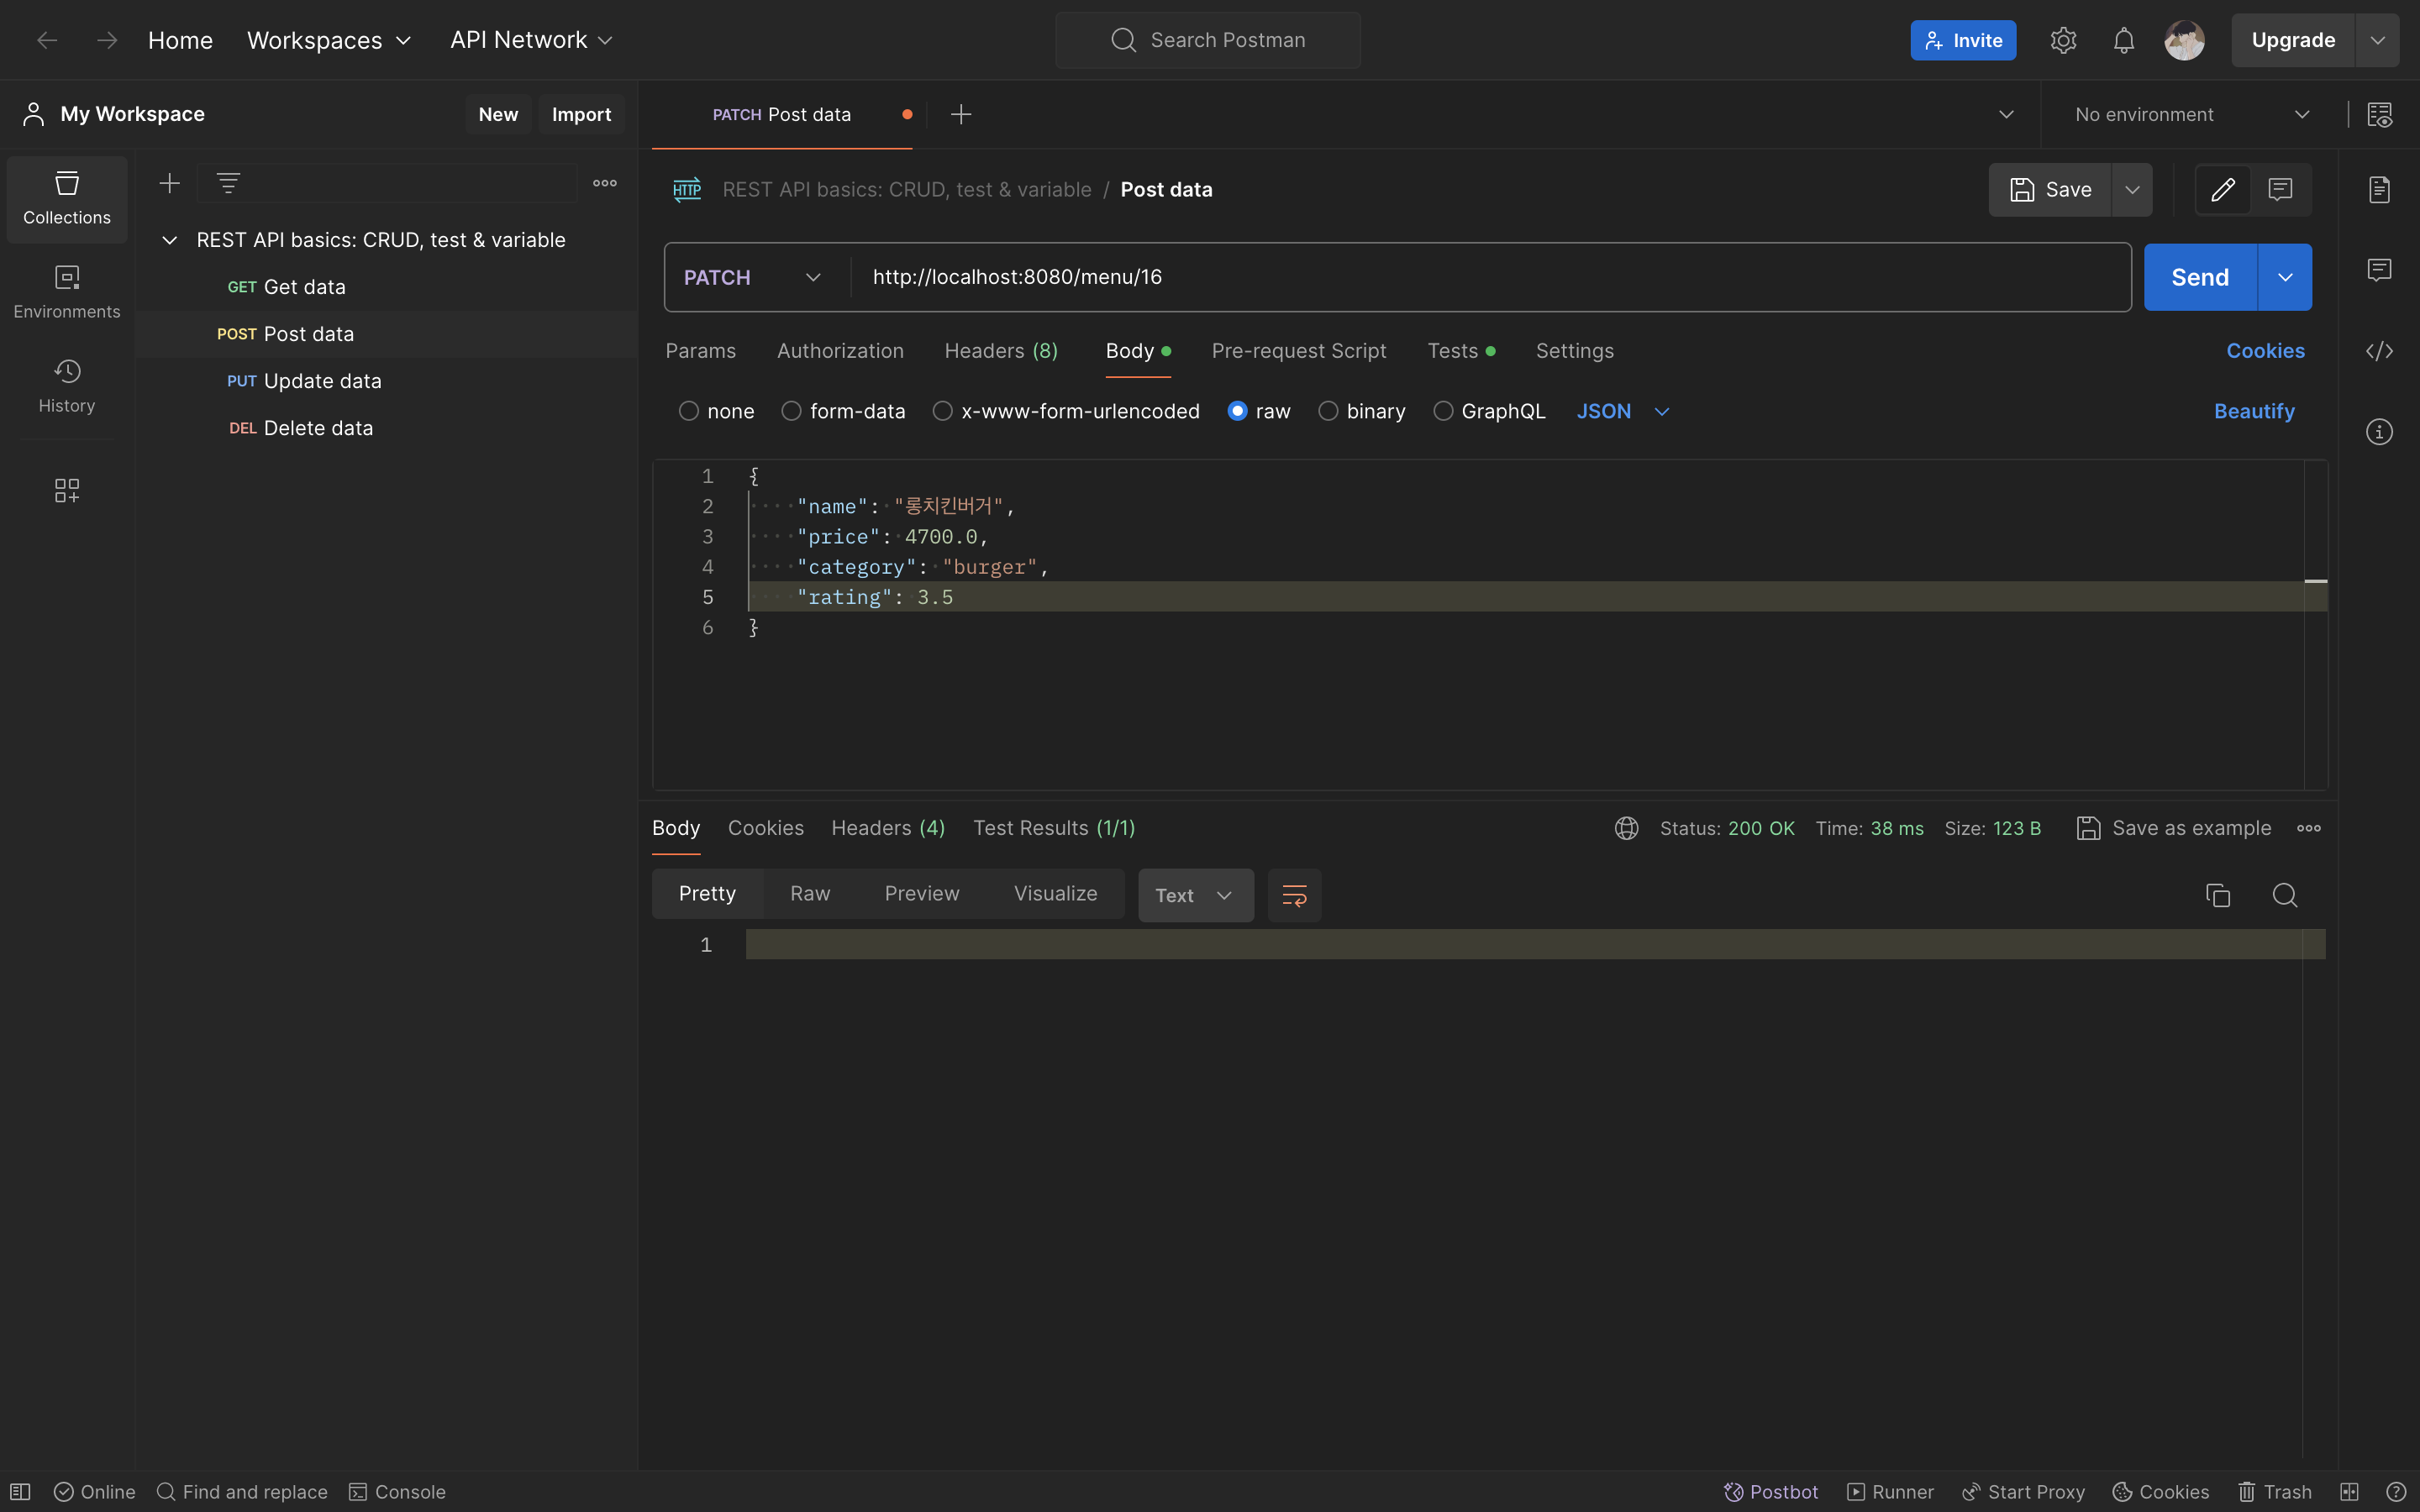 Home Workspaces API Network Search Postman Invite Upgrade
My Workspace New Import PATCH Post data No environment
Collections
Environments
History
REST API basics: CRUD, test & variable
GET Get data
POST Post data
PUT Update data
DEL Delete data
HTTP REST API basics: CRUD, test & variable / Post data Save
PATCH http://localhost:8080/menu/16 Send
Params Authorization Headers (8) Body Pre-request Script Tests Settings Cookies
none form-data x-www-form-urlencoded raw binary GraphQL JSON Beautify
1 {
2 "name": "롱치킨버거",
3 "price": 4700.0,
4 "category": "burger",
5 "rating": 3.5
6 }
Body Cookies Headers (4) Test Results (1/1) Status: 200 OK Time: 38 ms Size: 123 B Save as example
Pretty Raw Preview Visualize Text
1
Online Find and replace Console Postbot Runner Start Proxy Cookies Trash